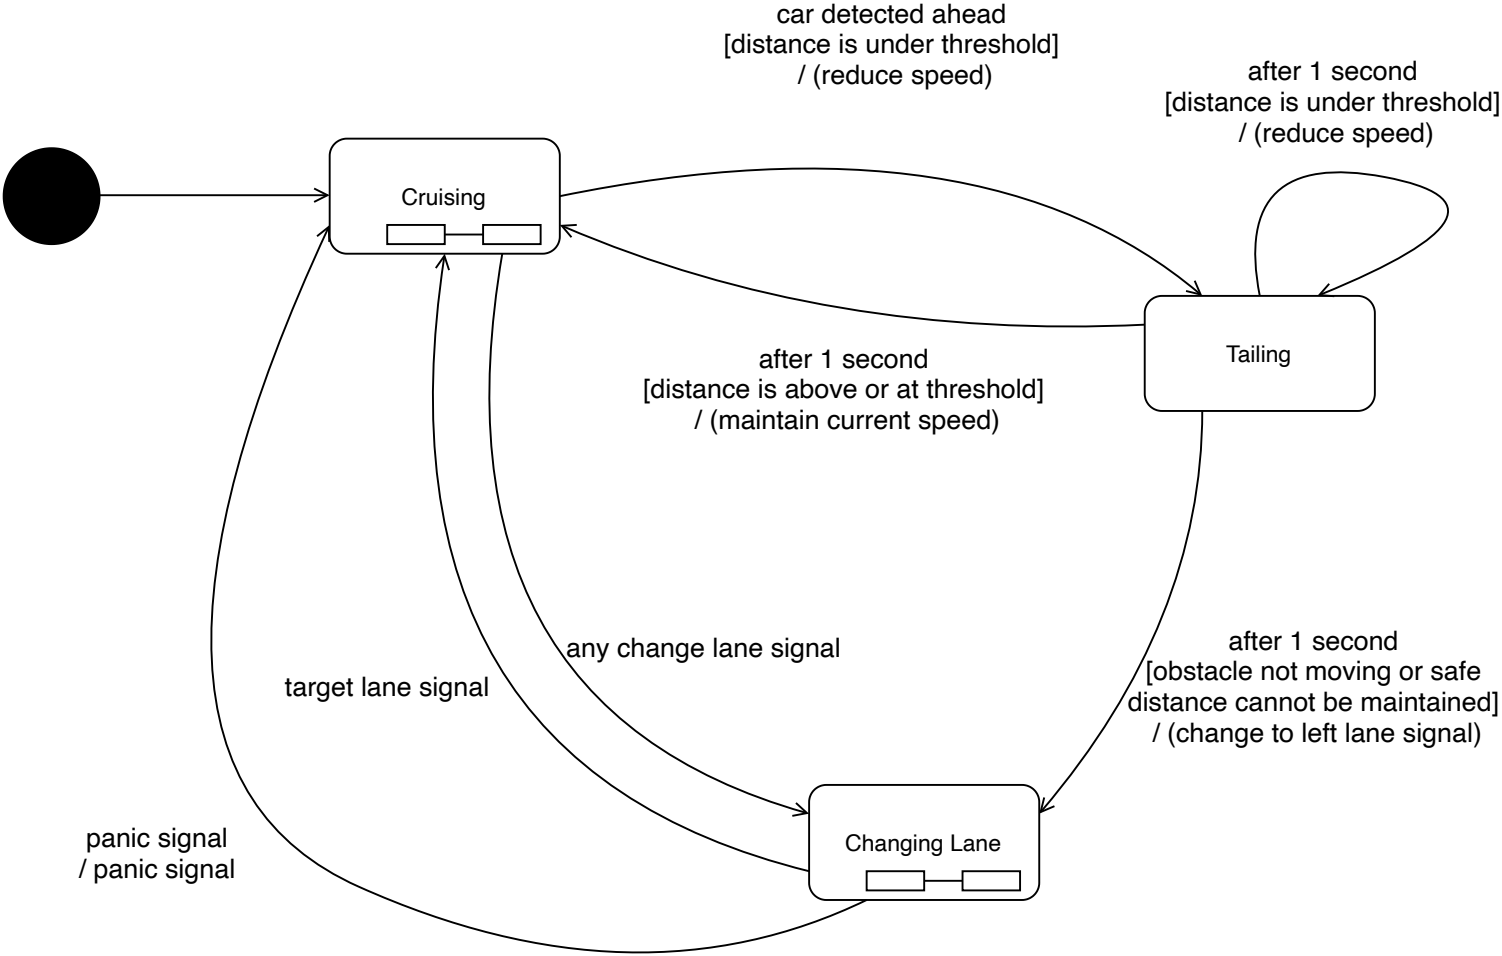 car detected ahead
[distance is under threshold]
/ (reduce speed)
after 1 second
[distance is under threshold]
/ (reduce speed)
Cruising
after 1 second
[distance is above or at threshold]
/ (maintain current speed)
Tailing
any change lane signal
target lane signal
after 1 second
[obstacle not moving or safe
distance cannot be maintained]
/ (change to left lane signal)
panic signal
/ panic signal
Changing Lane